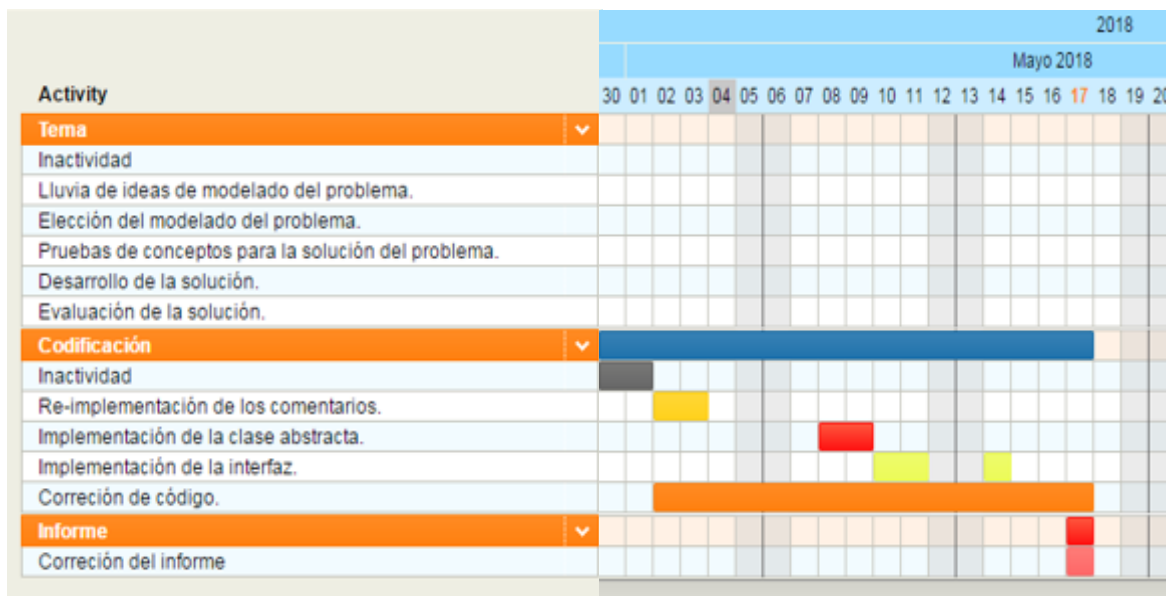 2018
Mayo 2018
Activity 30 01 02 03 04 05 06 07 08 09 10 11 12 13 14 15 16 17 18 19 20
Tema
Inactividad
Lluvia de ideas de modelado del problema.
Elección del modelado del problema.
Pruebas de conceptos para la solución del problema.
Desarrollo de la solución.
Evaluación de la solución.
Codificación
Inactividad
Re-implementación de los comentarios.
Implementación de la clase abstracta.
Implementación de la interfaz.
Correción de código.
Informe
Correción del informe